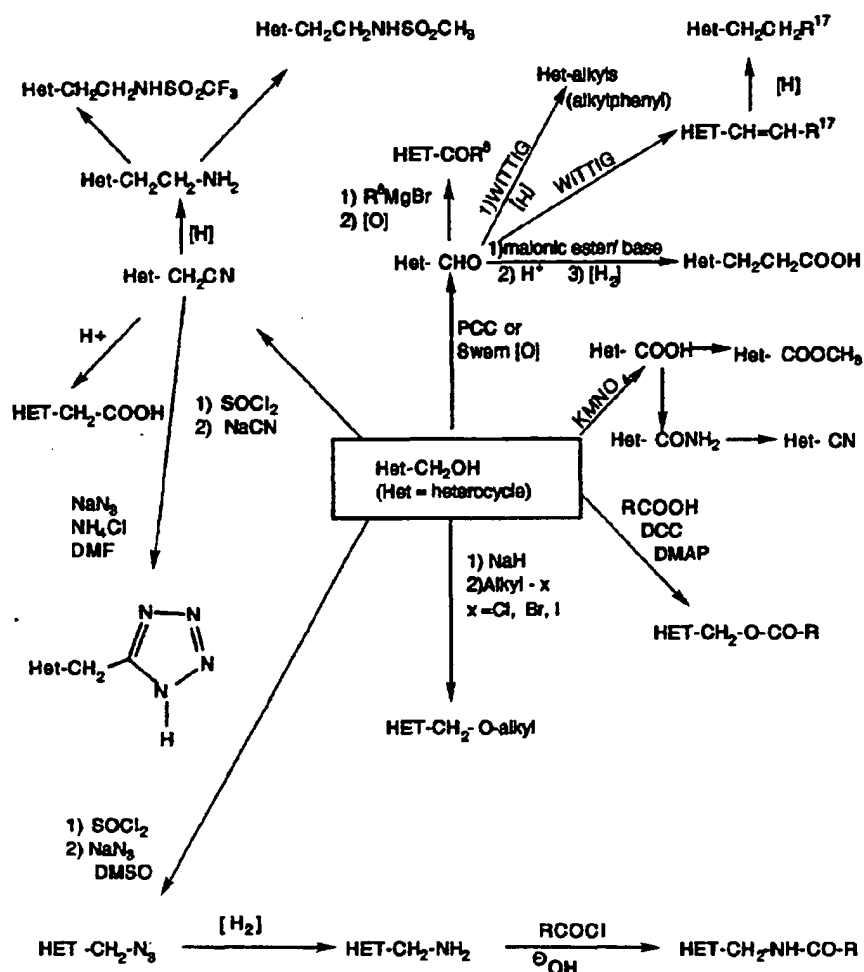 Het-CH₂CH₂NHSO₂CH₃
Het-CH₂CH₂R¹⁷
Het-CH₂CH₂NHSO₂CF₃
Het-alkyls
(alkylphenyl)
[H]
HET-COR⁶
HET-CH=CH-R¹⁷
Het-CH₂CH₂-NH₂
1)WITTIG
[H]
WITTIG
1) R⁶MgBr
2) [O]
[H]
Het-CH₂CN
Het-CHO
1)malonic ester/ base
2) H⁺ 3) [H₂]
Het-CH₂CH₂COOH
H+
PCC or
Swern [O]
Het-COOH
Het-COOCH₃
KMNO₄
HET-CH₂-COOH
1) SOCl₂
2) NaCN
Het-CONH₂
Het-CN
Het-CH₂OH
(Het = heterocycle)
NaN₃
NH₄Cl
DMF
RCOOH
DCC
DMAP
1) NaH
2)Alkyl - x
x =Cl, Br, I
N
N
N
N
H
Het-CH₂
HET-CH₂-O-CO-R
HET-CH₂-O-alkyl
1) SOCl₂
2) NaN₃
DMSO
[H₂]
RCOCl
HET-CH₂-N₃
HET-CH₂-NH₂
⊖OH
HET-CH₂-NH-CO-R